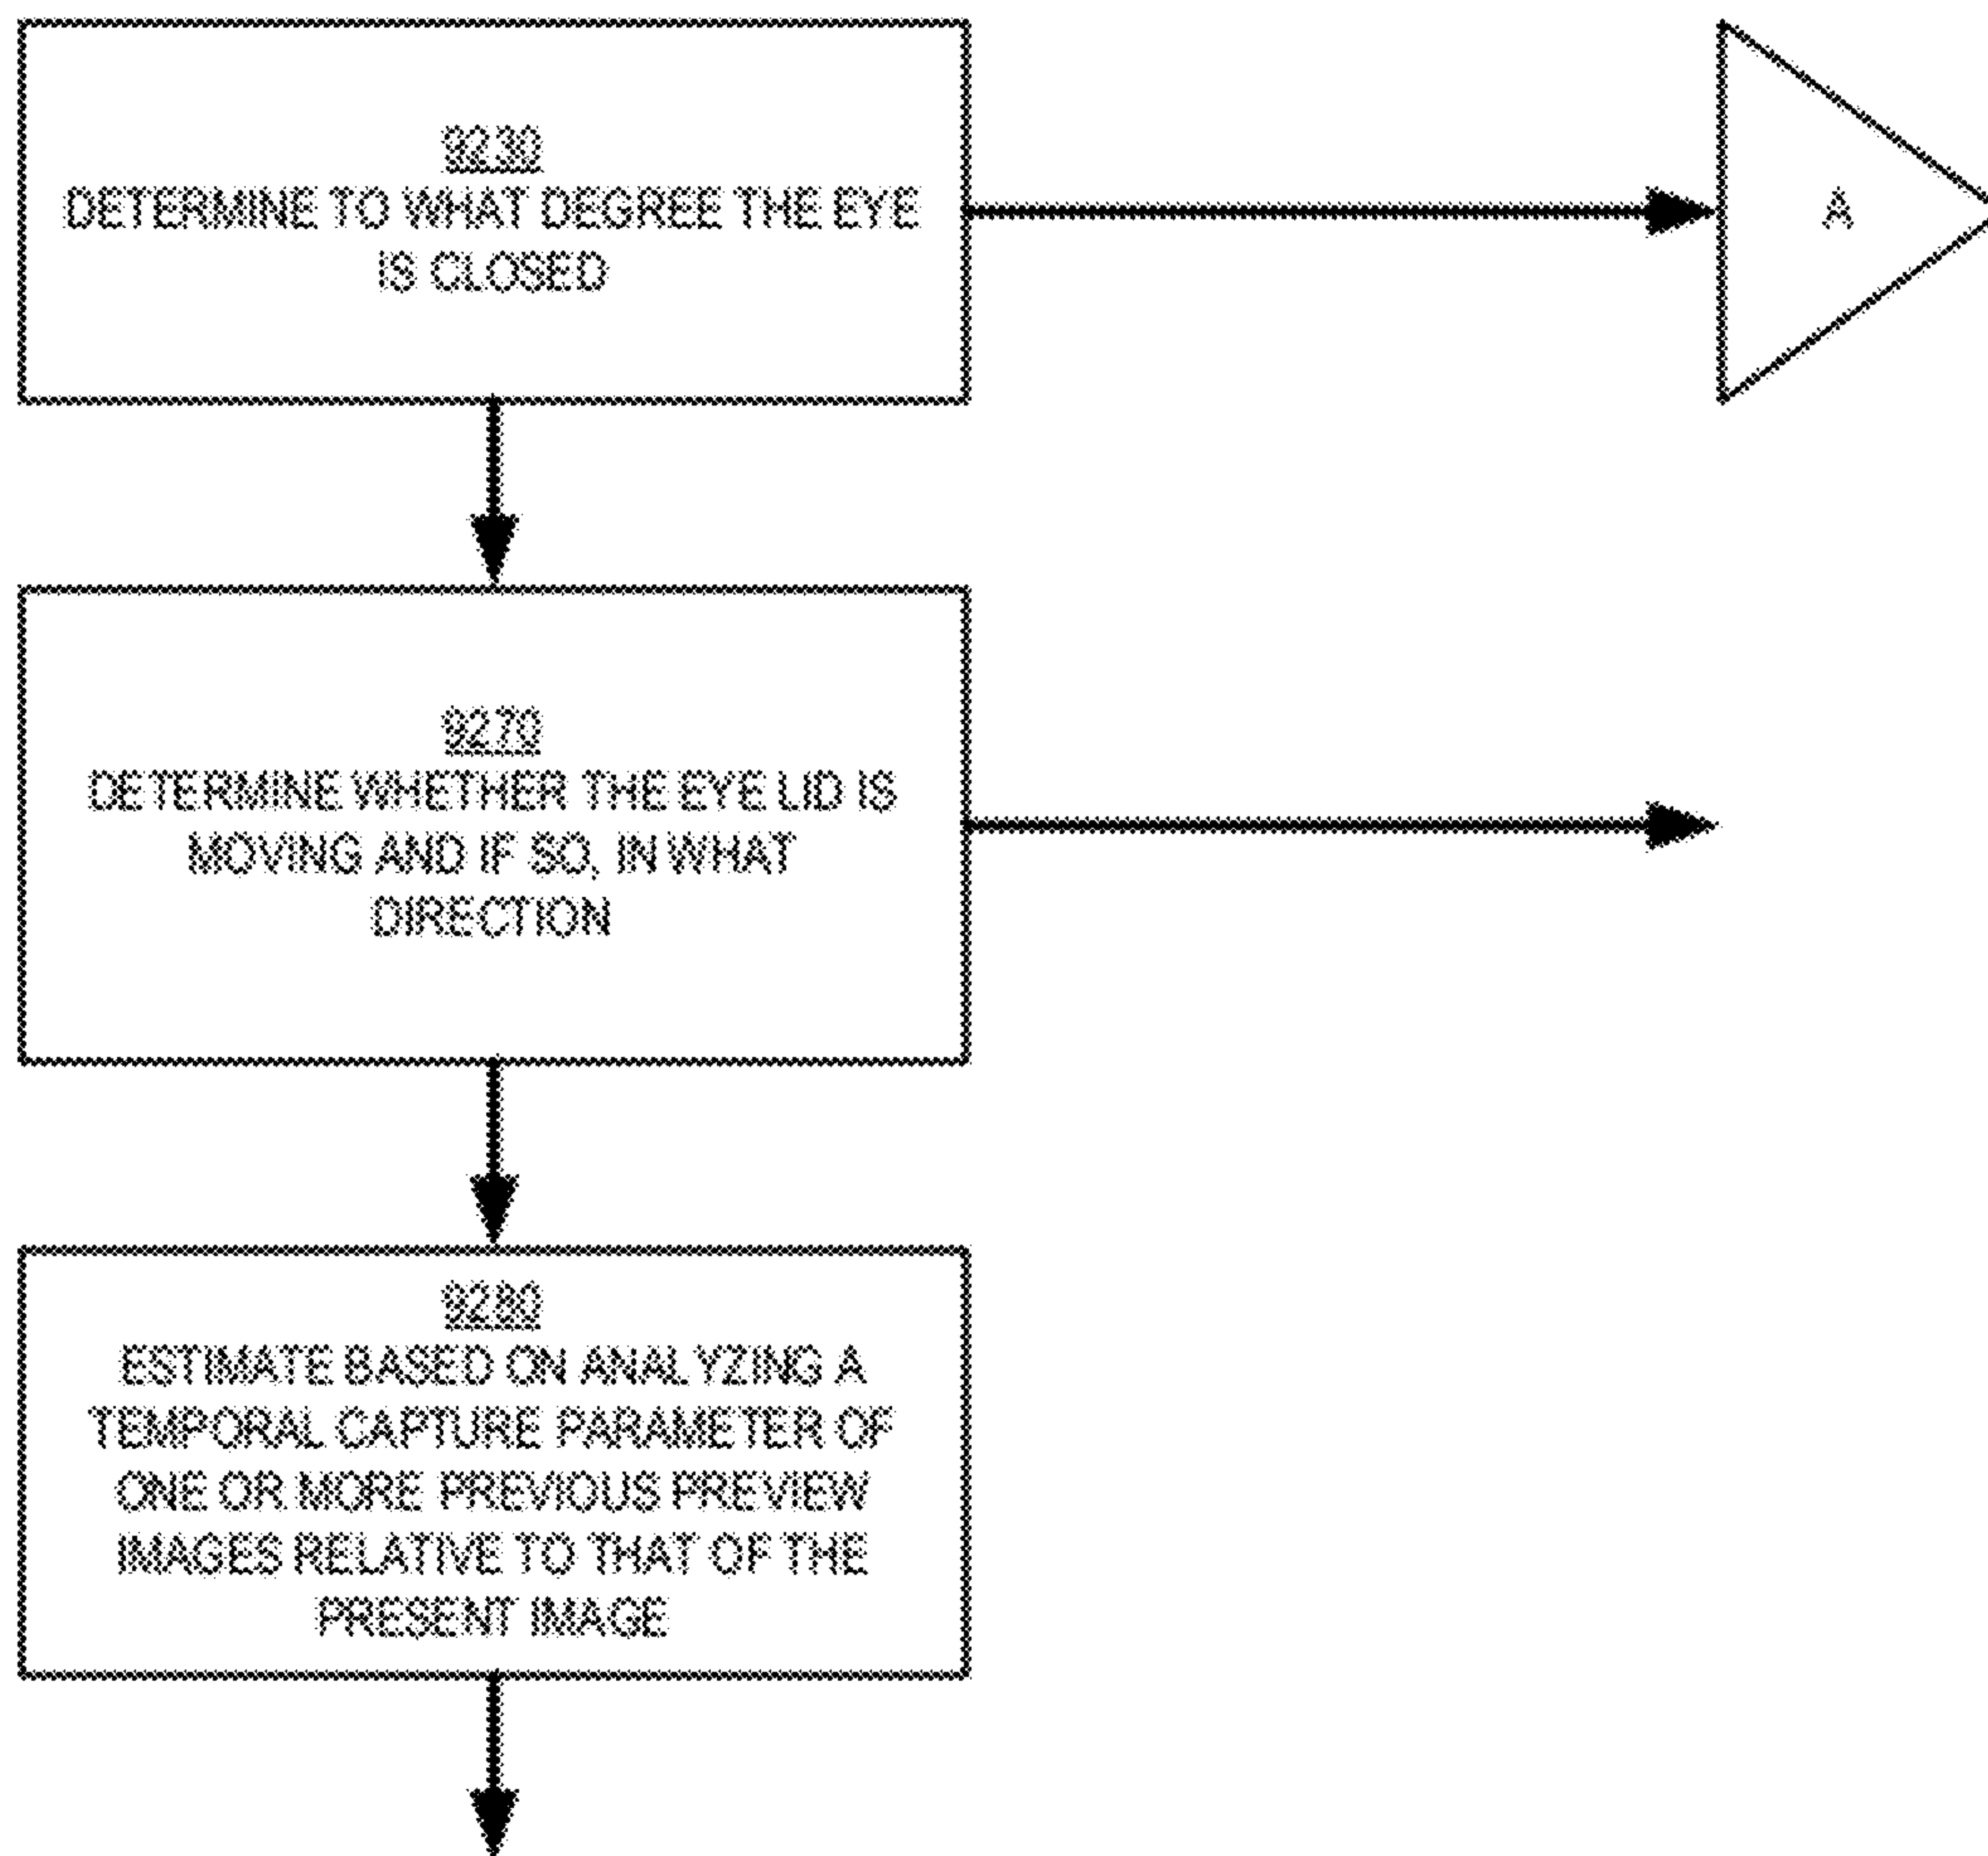 9230
DETERMINE TO WHAT DEGREE THE EYE
IS CLOSED
A
9270
DETERMINE WHETHER THE EYE LID IS
MOVING AND IF SO, IN WHAT
DIRECTION
9280
ESTIMATE BASED ON ANALYZING A
TEMPORAL CAPTURE PARAMETER OF
ONE OR MORE PREVIOUS PREVIEW
IMAGES RELATIVE TO THAT OF THE
PRESENT IMAGE